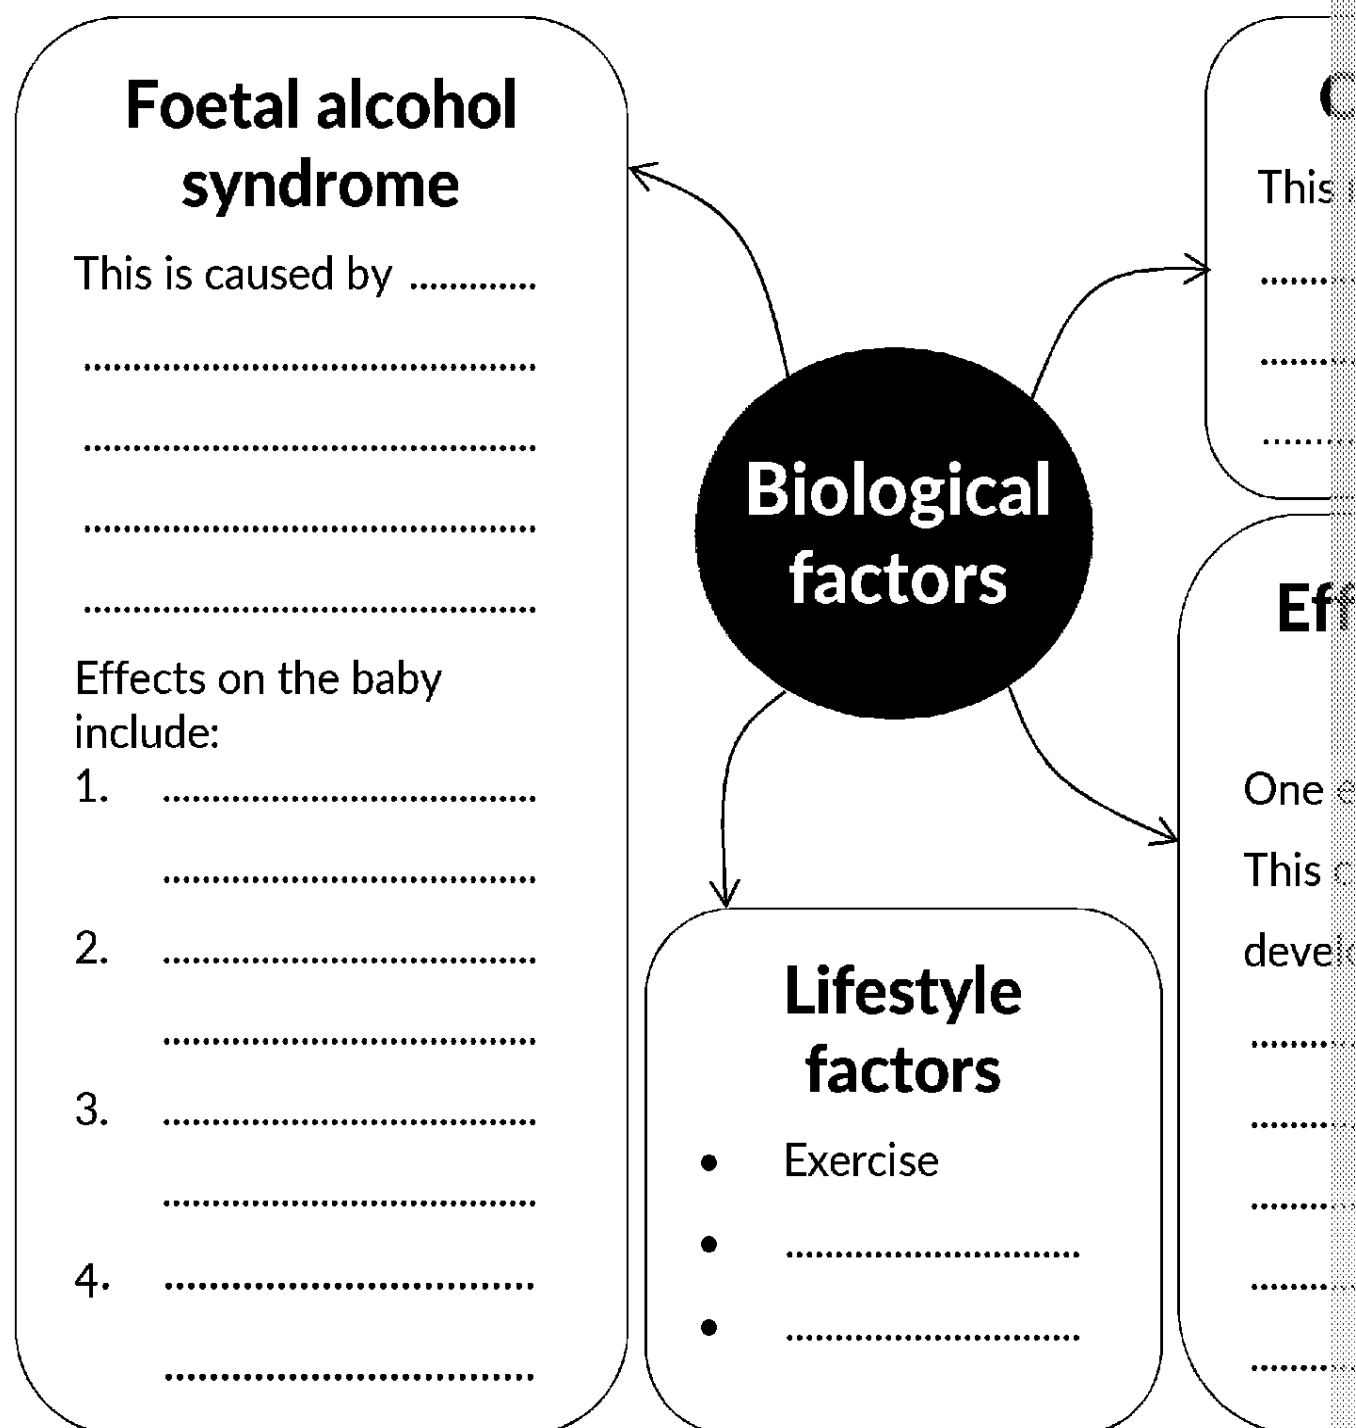 Foetal alcohol
syndrome
This is caused by .............
..............................................
..............................................
..............................................
..............................................
Effects on the baby
include:
1. ......................................
......................................
2. ......................................
......................................
3. ......................................
......................................
4. ......................................
......................................
Biological
factors
Lifestyle
factors
• Exercise
• ..............................
• ..............................
This
.........
.........
.........
One
This
.........
.........
.........
.........
.........